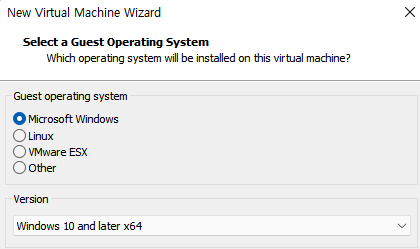 New Virtual Machine Wizard
Select a Guest Operating System
Which operating system will be installed on this virtual machine?
Guest operating system
Microsoft Windows
Linux
VMware ESX
Other
Version
Windows 10 and later x64